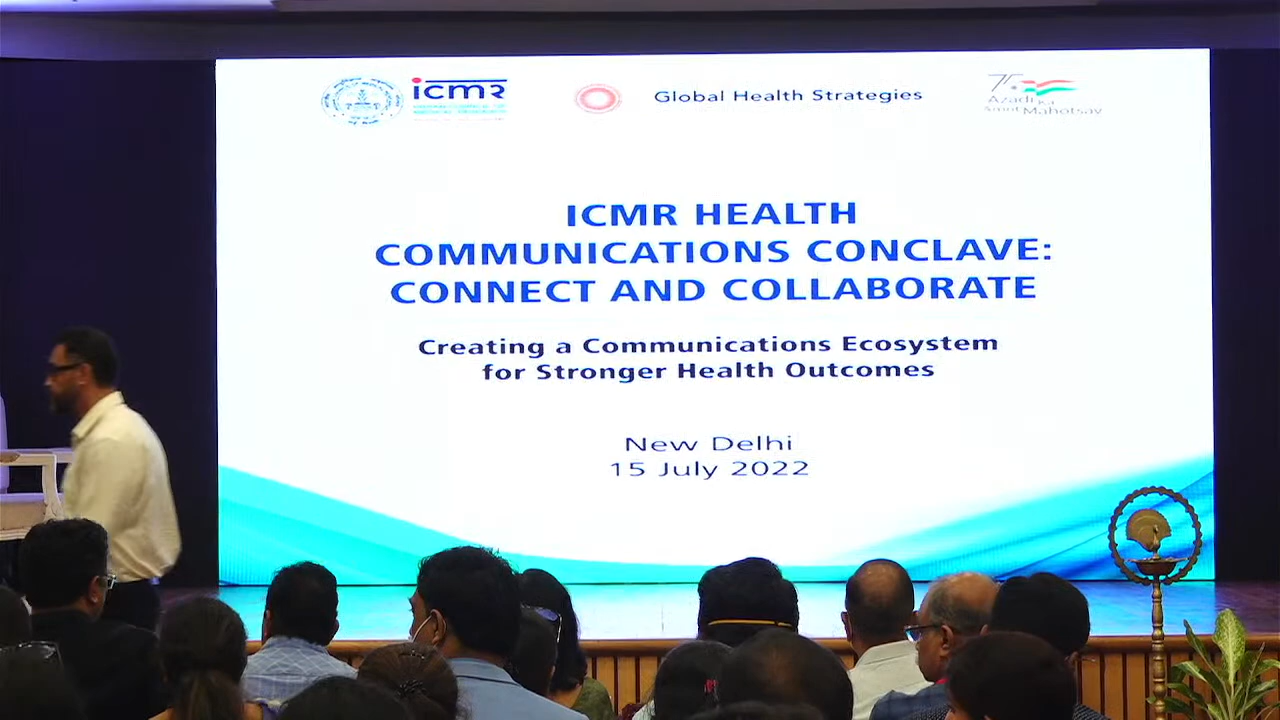 icmr
Global Health Strategies
Azadi Ka
Amrit Mahotsav
ICMR HEALTH
COMMUNICATIONS CONCLAVE:
CONNECT AND COLLABORATE
Creating a Communications Ecosystem
for Stronger Health Outcomes
New Delhi
15 July 2022